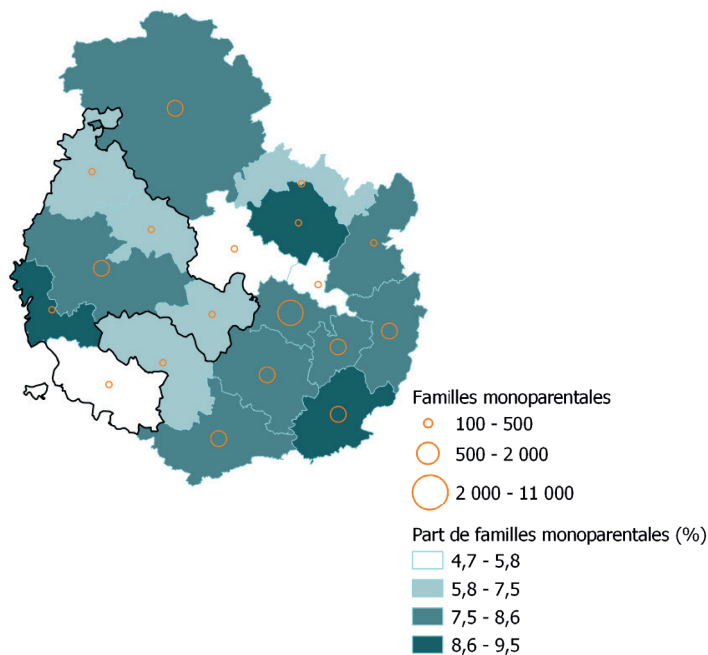 Familles monoparentales
100 - 500
500 - 2 000
2 000 - 11 000
Part de familles monoparentales (%)
4,7 - 5,8
5,8 - 7,5
7,5 - 8,6
8,6 - 9,5